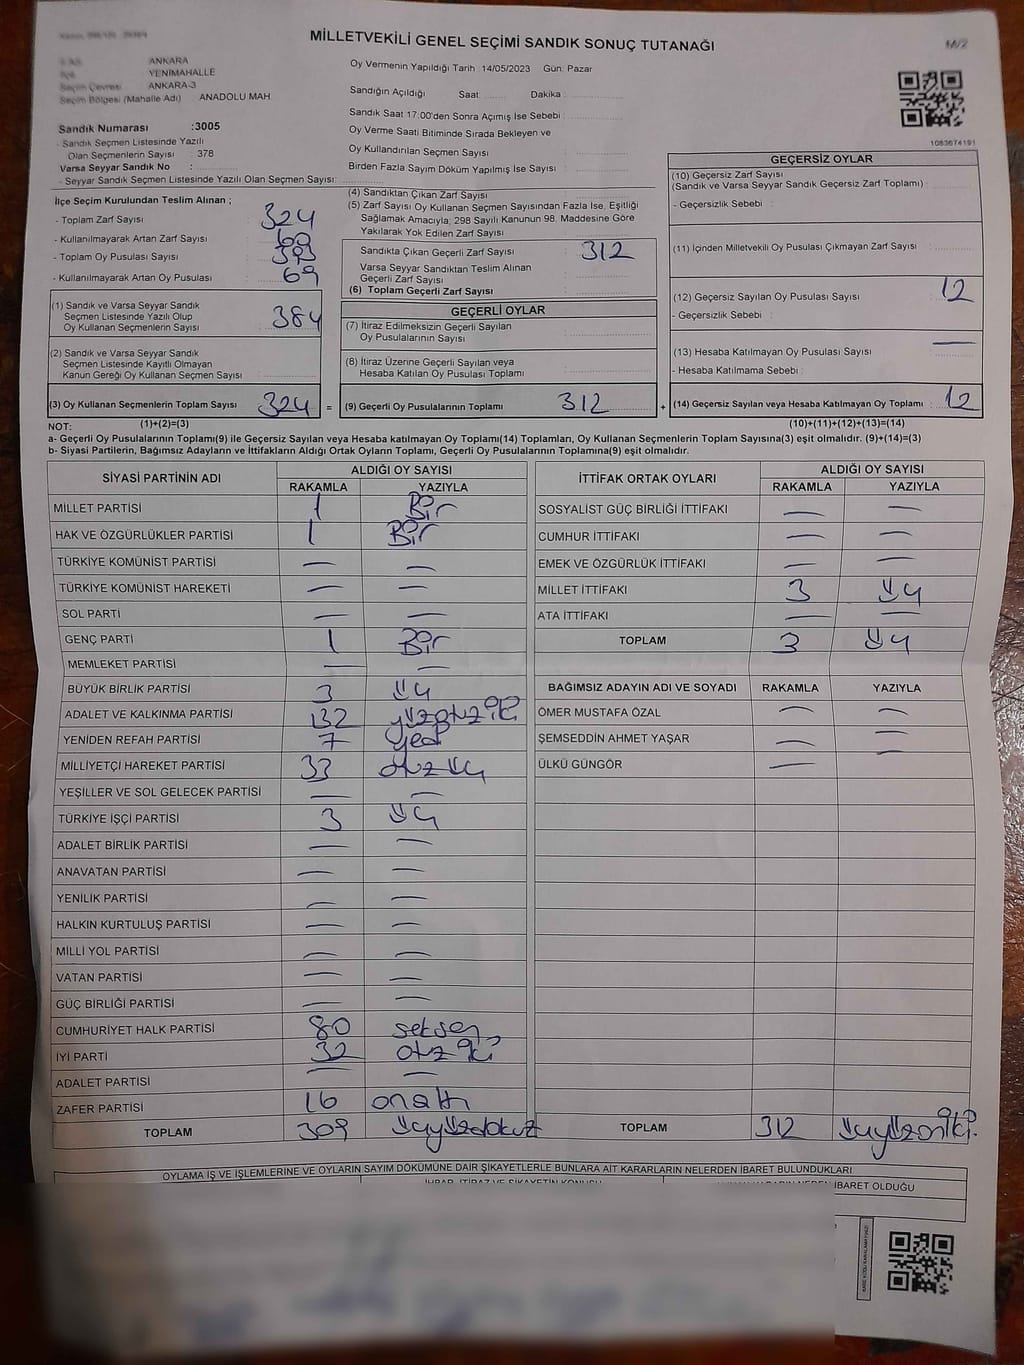 MİLLETVEKİLİ GENEL SEÇİMİ SANDIK SONUÇ TUTANAĞI
M/2
ANKARA
YENİMAHALLE
Seçim Çevresi ANKARA-3
Seçim Bölgesi (Mahalle Adı) ANADOLU MAH
Sandık Numarası :3005
- Sandık Seçmen Listesinde Yazılı
Olan Seçmenlerin Sayısı : 378
Varsa Seyyar Sandık No :
- Seyyar Sandık Seçmen Listesinde Yazılı Olan Seçmen Sayısı:
Oy Vermenin Yapıldığı Tarih 14/05/2023 Gün: Pazar
Sandığın Açıldığı Saat: Dakika :
Sandık Saat 17:00'den Sonra Açımış İse Sebebi :
Oy Verme Saati Bitiminde Sırada Bekleyen ve
Oy Kullandırılan Seçmen Sayısı :
Birden Fazla Sayım Döküm Yapılmış İse Sayısı :
1083674191
İlçe Seçim Kurulundan Teslim Alınan ;
- Toplam Zarf Sayısı : 324
- Kullanılmayarak Artan Zarf Sayısı :
- Toplam Oy Pusulası Sayısı : 393
- Kullanılmayarak Artan Oy Pusulası : 69
(1) Sandık ve Varsa Seyyar Sandık
Seçmen Listesinde Yazılı Olup
Oy Kullanan Seçmenlerin Sayısı : 384
(2) Sandık ve Varsa Seyyar Sandık
Seçmen Listesinde Kayıtlı Olmayan
Kanun Gereği Oy Kullanan Seçmen Sayısı :
(3) Oy Kullanan Seçmenlerin Toplam Sayısı : 324 =
(1)+(2)=(3)
(4) Sandıktan Çıkan Zarf Sayısı :
(5) Zarf Sayısı Oy Kullanan Seçmen Sayısından Fazla İse, Eşitliği
Sağlamak Amacıyla; 298 Sayılı Kanunun 98. Maddesine Göre
Yakılarak Yok Edilen Zarf Sayısı :
Sandıkta Çıkan Geçerli Zarf Sayısı : 312
Varsa Seyyar Sandıktan Teslim Alınan
Geçerli Zarf Sayısı :
(6) Toplam Geçerli Zarf Sayısı :
GEÇERLİ OYLAR
(7) İtiraz Edilmeksizin Geçerli Sayılan
Oy Pusulalarının Sayısı :
(8) İtiraz Üzerine Geçerli Sayılan veya
Hesaba Katılan Oy Pusulası Toplamı :
(9) Geçerli Oy Pusulalarının Toplamı : 312 +
GEÇERSİZ OYLAR
(10) Geçersiz Zarf Sayısı
(Sandık ve Varsa Seyyar Sandık Geçersiz Zarf Toplamı) :
- Geçersizlik Sebebi :
(11) İçinden Milletvekili Oy Pusulası Çıkmayan Zarf Sayısı :
(12) Geçersiz Sayılan Oy Pusulası Sayısı : 12
- Geçersizlik Sebebi :
(13) Hesaba Katılmayan Oy Pusulası Sayısı : —
- Hesaba Katılmama Sebebi :
(14) Geçersiz Sayılan veya Hesaba Katılmayan Oy Toplamı : 12
(10)+(11)+(12)+(13)=(14)
NOT:
a- Geçerli Oy Pusulalarının Toplamı(9) ile Geçersiz Sayılan veya Hesaba katılmayan Oy Toplamı(14) Toplamları, Oy Kullanan Seçmenlerin Toplam Sayısına(3) eşit olmalıdır. (9)+(14)=(3)
b- Siyasi Partilerin, Bağımsız Adayların ve İttifakların Aldığı Ortak Oyların Toplamı, Geçerli Oy Pusulalarının Toplamına(9) eşit olmalıdır.
SİYASİ PARTİNİN ADI ALDIĞI OY SAYISI
RAKAMLA YAZIYLA
MİLLET PARTİSİ 1 Bir
HAK VE ÖZGÜRLÜKLER PARTİSİ 1 Bir
TÜRKİYE KOMÜNİST PARTİSİ — —
TÜRKİYE KOMÜNİST HAREKETİ — —
SOL PARTİ — —
GENÇ PARTİ 1 Bir
MEMLEKET PARTİSİ — —
BÜYÜK BİRLİK PARTİSİ 3 üç
ADALET VE KALKINMA PARTİSİ 132 yüzotuziki
YENİDEN REFAH PARTİSİ 7 yedi
MİLLİYETÇİ HAREKET PARTİSİ 33 otuz üç
YEŞİLLER VE SOL GELECEK PARTİSİ — —
TÜRKİYE İŞÇİ PARTİSİ 3 üç
ADALET BİRLİK PARTİSİ — —
ANAVATAN PARTİSİ — —
YENİLİK PARTİSİ — —
HALKIN KURTULUŞ PARTİSİ — —
MİLLİ YOL PARTİSİ — —
VATAN PARTİSİ — —
GÜÇ BİRLİĞİ PARTİSİ — —
CUMHURİYET HALK PARTİSİ 80 seksen
İYİ PARTİ 32 otuz iki
ADALET PARTİSİ — —
ZAFER PARTİSİ 16 onaltı
TOPLAM 309 üçyüzdokuz
İTTİFAK ORTAK OYLARI ALDIĞI OY SAYISI
RAKAMLA YAZIYLA
SOSYALİST GÜÇ BİRLİĞİ İTTİFAKI — —
CUMHUR İTTİFAKI — —
EMEK VE ÖZGÜRLÜK İTTİFAKI — —
MİLLET İTTİFAKI 3 üç
ATA İTTİFAKI — —
TOPLAM 3 üç
BAĞIMSIZ ADAYIN ADI VE SOYADI RAKAMLA YAZIYLA
ÖMER MUSTAFA ÖZAL — —
ŞEMSEDDİN AHMET YAŞAR — —
ÜLKÜ GÜNGÖR — —
TOPLAM 312 üçyüzoniki.
OYLAMA İŞ VE İŞLEMLERİNE VE OYLARIN SAYIM DÖKÜMÜNE DAİR ŞİKAYETLERLE BUNLARA AİT KARARLARIN NELERDEN İBARET BULUNDUKLARI
İHBAR, İTİRAZ VE ŞİKAYETİN KONUSU
İBARET OLDUĞU